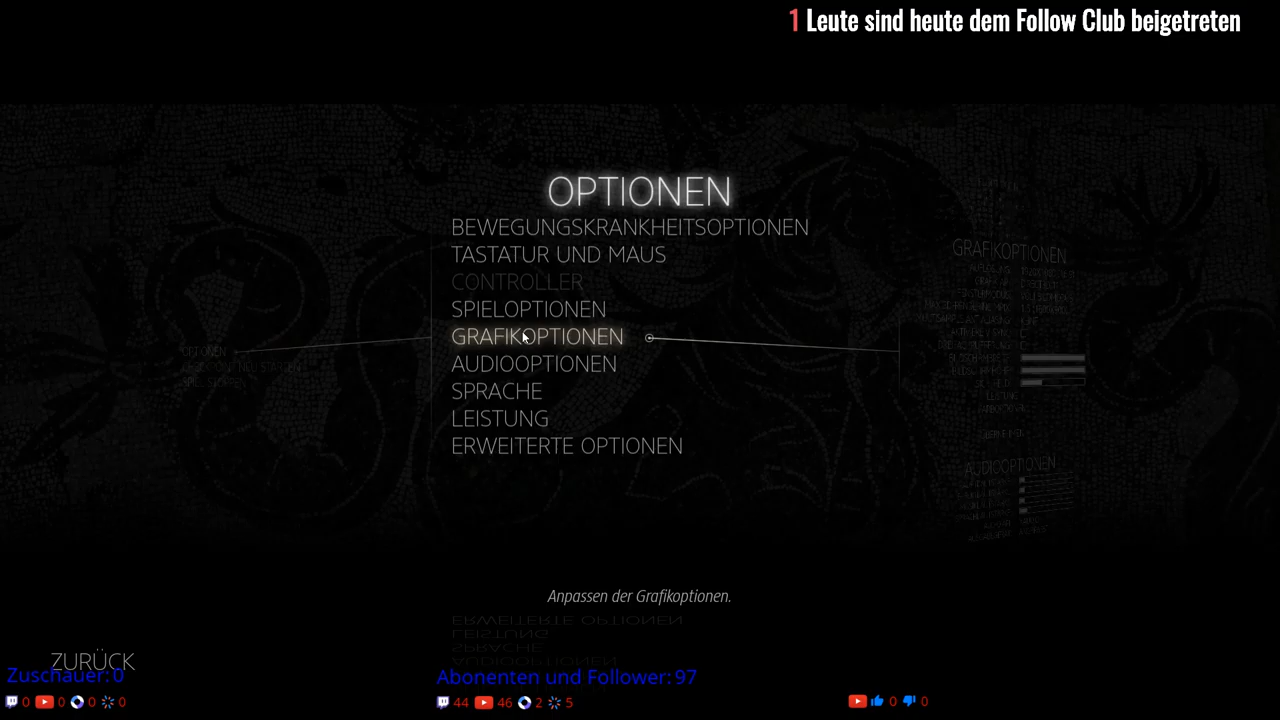 1 Leute sind heute dem Follow Club beigetreten
OPTIONEN
BEWEGUNGSKRANKHEITSOPTIONEN
TASTATUR UND MAUS
CONTROLLER
SPIELOPTIONEN
GRAFIKOPTIONEN
AUDIOOPTIONEN
SPRACHE
LEISTUNG
ERWEITERTE OPTIONEN
OPTIONEN
GRAFIKOPTIONEN
AUDIOOPTIONEN
Anpassen der Grafikoptionen.
ZURÜCK
Zuschauer: 0
0 0 0 0
Abonenten und Follower: 97
44 46 2 5
0 0